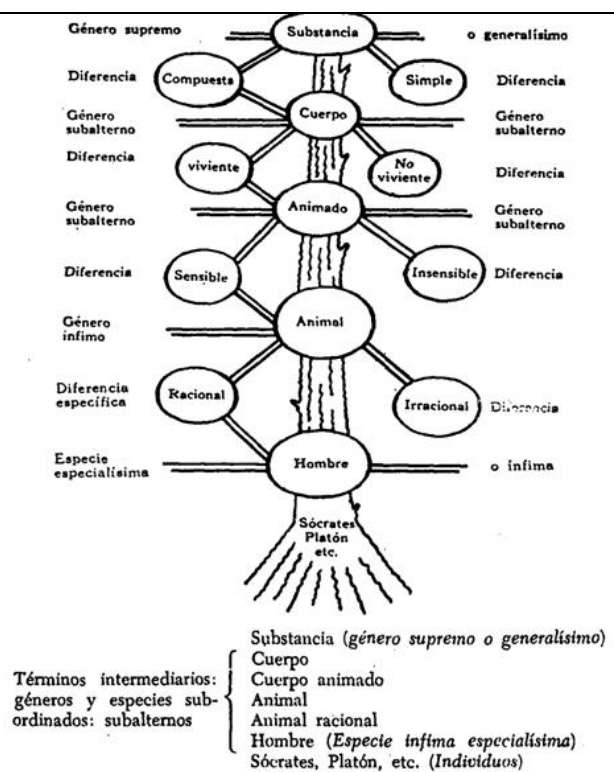 Género supremo
Substancia
o generalísimo
Diferencia
Compuesta
Simple
Diferencia
Género
subalterno
Cuerpo
Género
subalterno
Diferencia
viviente
No
viviente
Diferencia
Género
subalterno
Animado
Género
subalterno
Diferencia
Sensible
Insensible
Diferencia
Género
ínfimo
Animal
Diferencia
específica
Racional
Irracional
Diferencia
Especie
especialísima
Hombre
o ínfima
Sócrates
Platón
etc.
Substancia (género supremo o generalísimo)
Términos intermediarios:
géneros y especies sub-
ordinados: subalternos
Cuerpo
Cuerpo animado
Animal
Animal racional
Hombre (Especie ínfima especialísima)
Sócrates, Platón, etc. (Individuos)